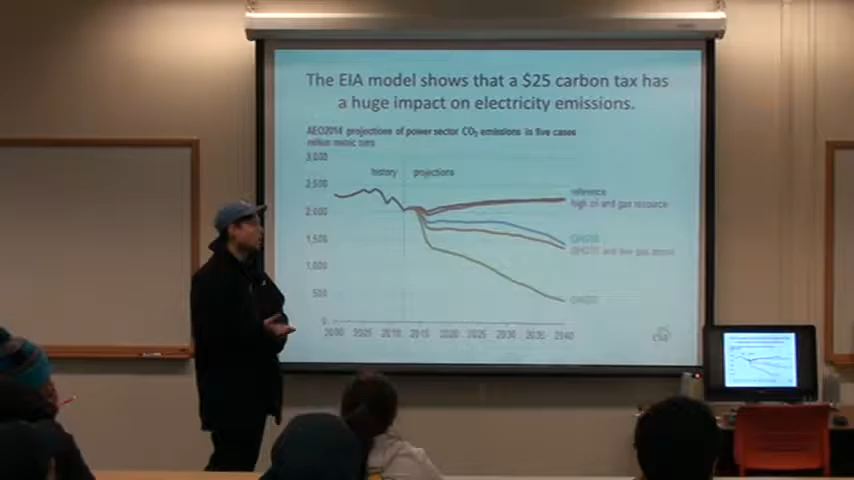 The EIA model shows that a $25 carbon tax has
a huge impact on electricity emissions.
AEO2014 projections of power sector CO₂ emissions in five cases
million metric tons
3,000
history projections
2,500
reference
high oil and gas resource
2,000
1,500
1,000
500
0
2000 2005 2010 2015 2020 2025 2030 2035 2040
eia